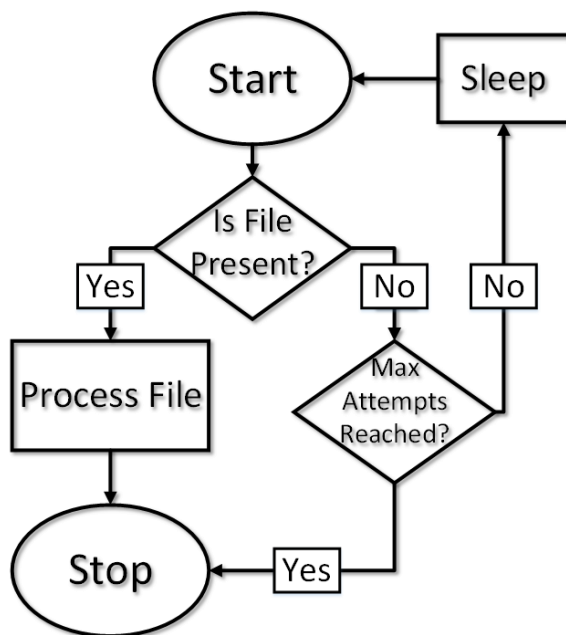 Start
Sleep
Is File
Present?
Yes
No
No
Process File
Max
Attempts
Reached?
Stop
Yes